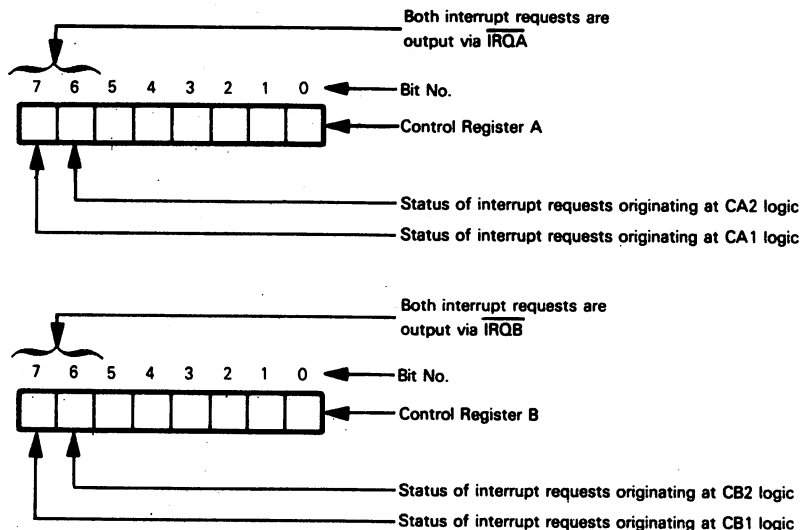 Both interrupt requests are
output via IRQA
7 6 5 4 3 2 1 0
Bit No.
Control Register A
Status of interrupt requests originating at CA2 logic
Status of interrupt requests originating at CA1 logic
Both interrupt requests are
output via IRQB
7 6 5 4 3 2 1 0
Bit No.
Control Register B
Status of interrupt requests originating at CB2 logic
Status of interrupt requests originating at CB1 logic